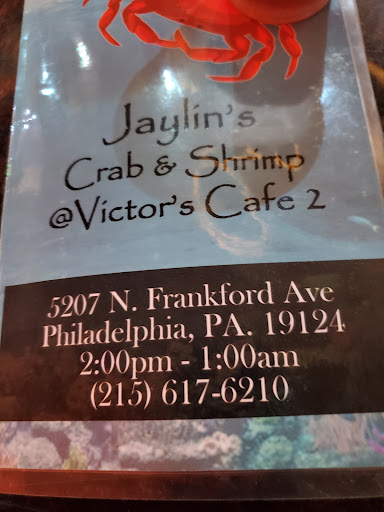 Jaylin's
Crab & Shrimp
@Victor's Cafe 2
5207 N. Frankford Ave
Philadelphia, PA. 19124
2:00pm - 1:00am
(215) 617-6210